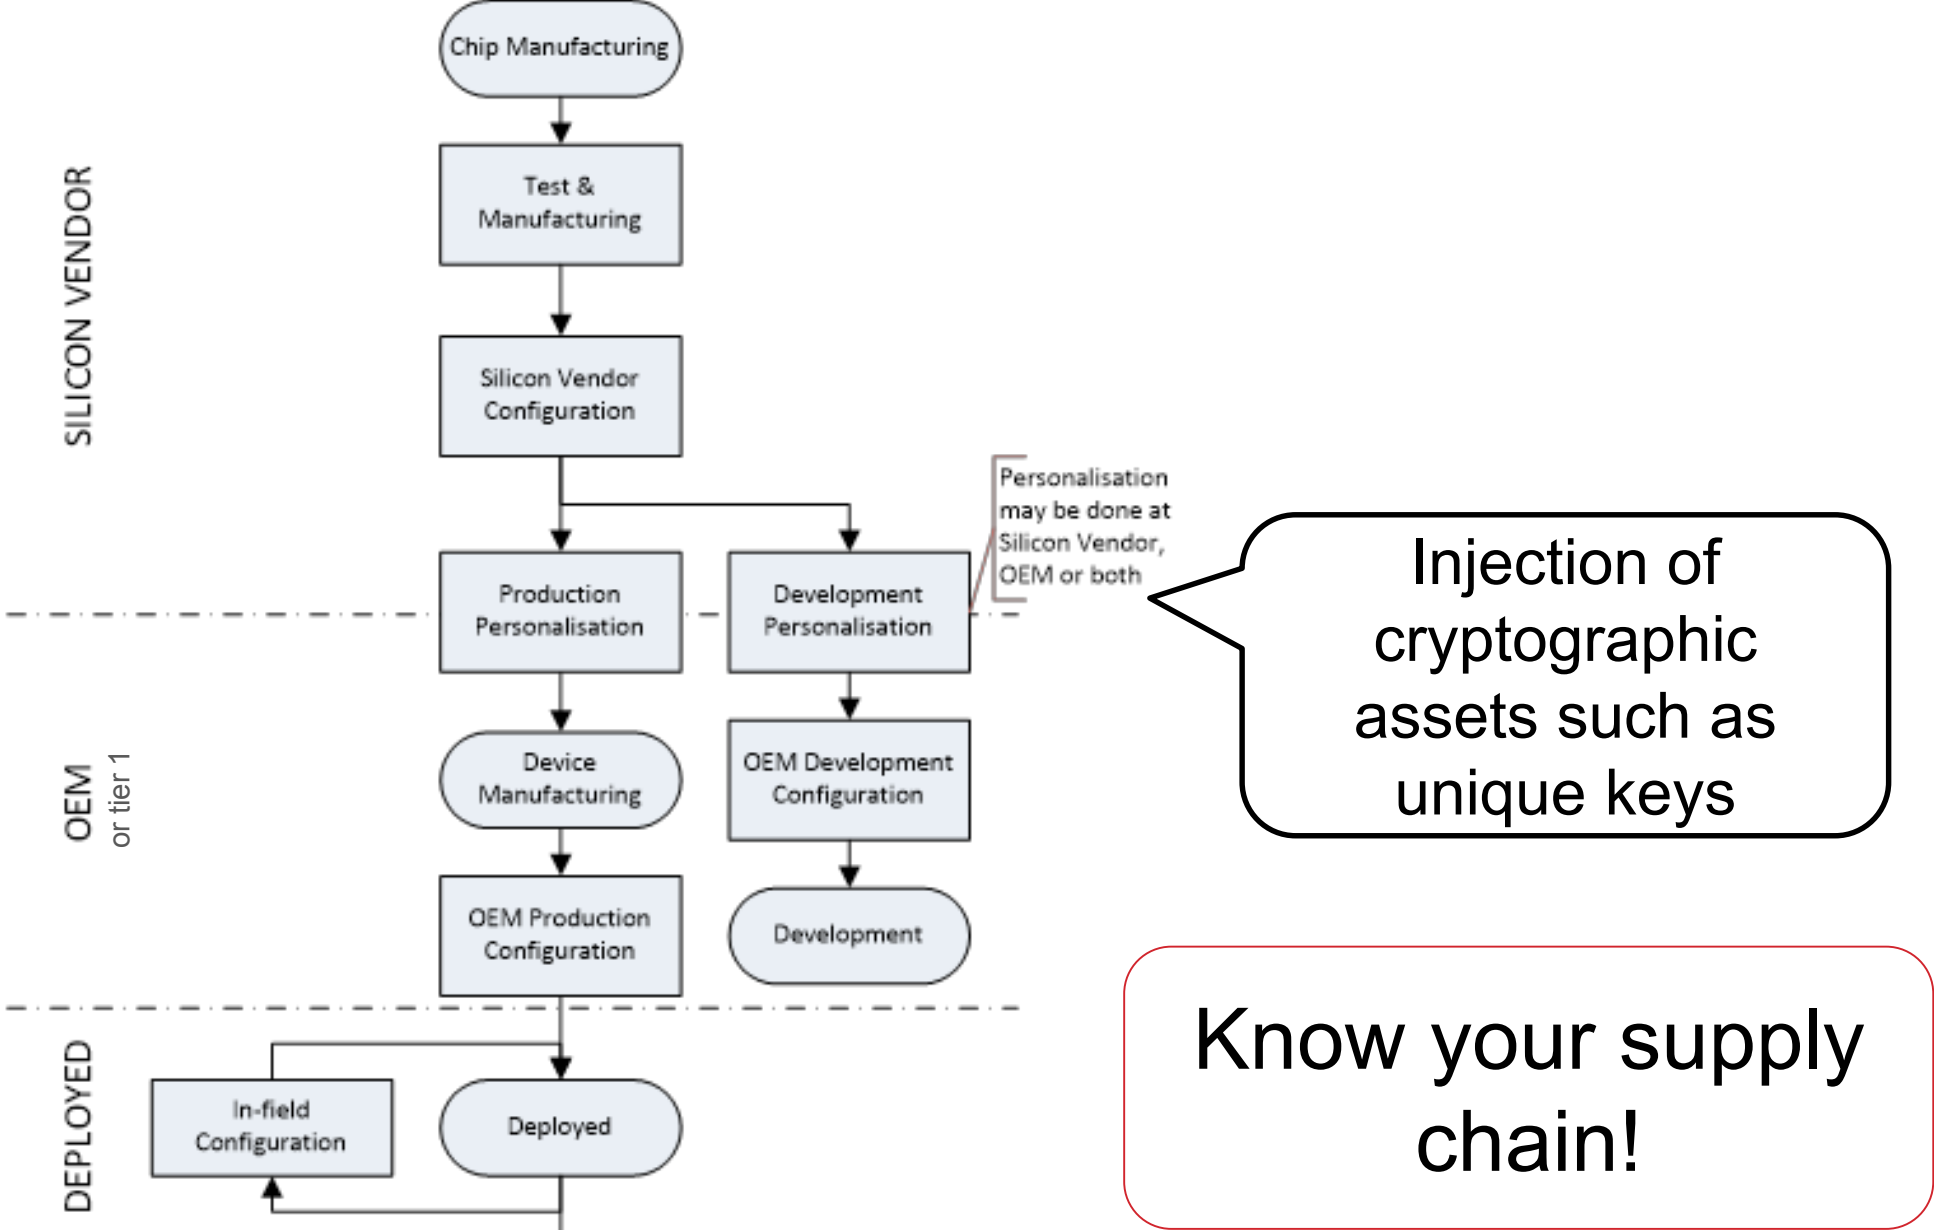 Chip Manufacturing
SILICON VENDOR
Test &
Manufacturing
Silicon Vendor
Configuration
Personalisation
may be done at
Silicon Vendor,
OEM or both
Production
Personalisation
Development
Personalisation
Injection of
cryptographic
assets such as
unique keys
OEM
or tier 1
Device
Manufacturing
OEM Development
Configuration
OEM Production
Configuration
Development
Know your supply
chain!
DEPLOYED
In-field
Configuration
Deployed